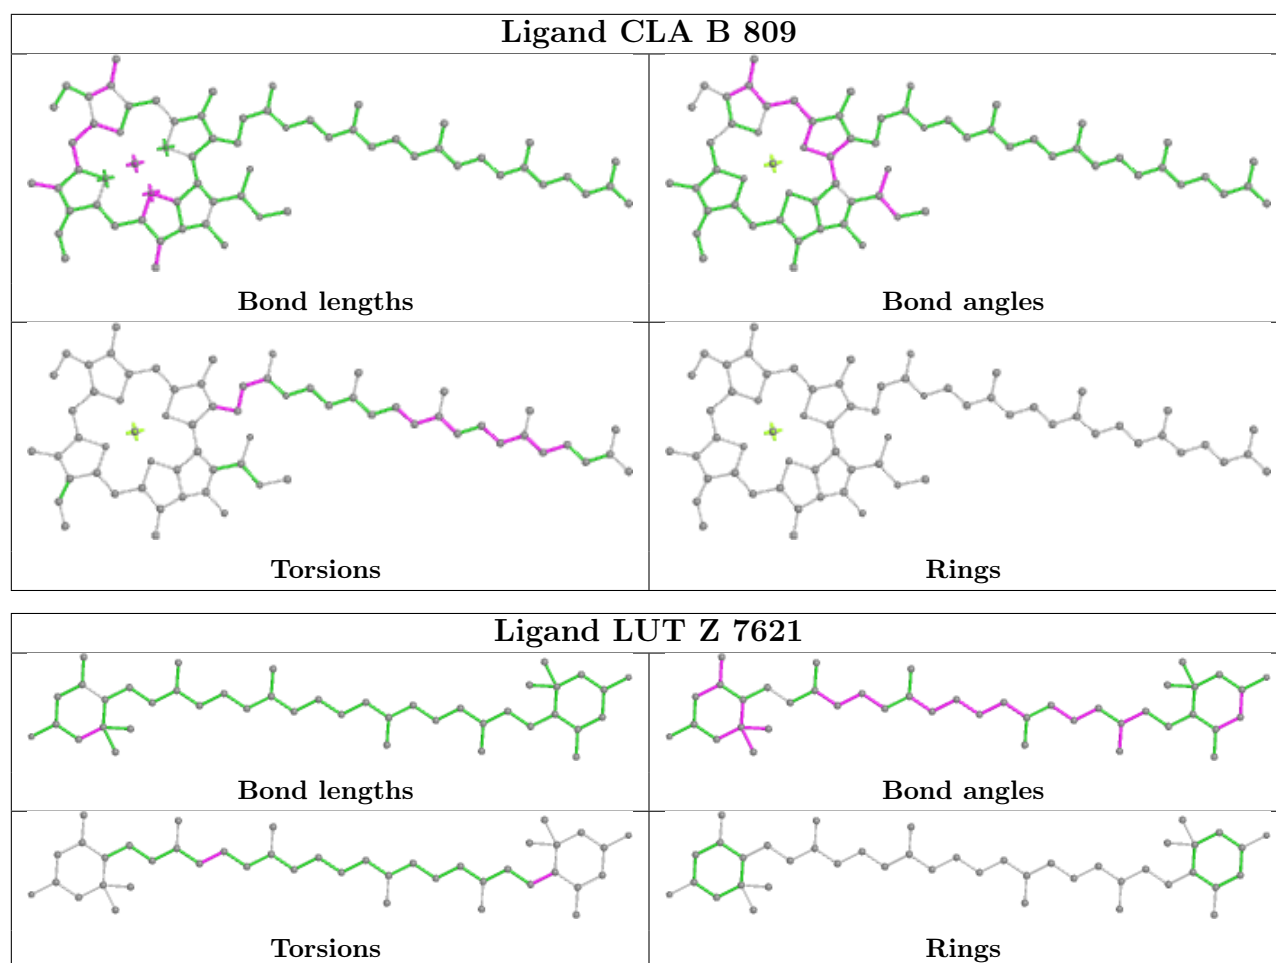 Ligand CLA B 809
Bond lengths
Bond angles
Torsions
Rings
Ligand LUT Z 7621
Bond lengths
Bond angles
Torsions
Rings